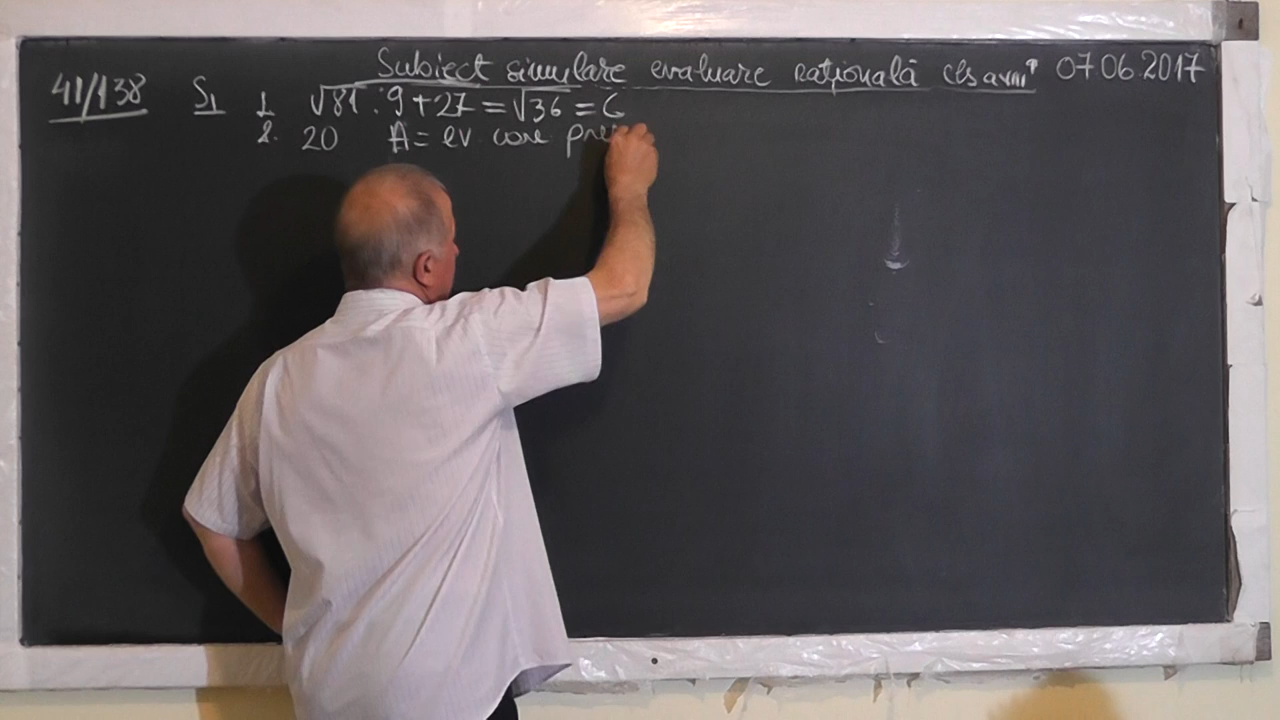 Subiect simulare evaluare națională cls a VIII ª 07.06.2017
41/138 S₁ 1. √81:9+27 = √36 = 6
2. 20 A = ev. care